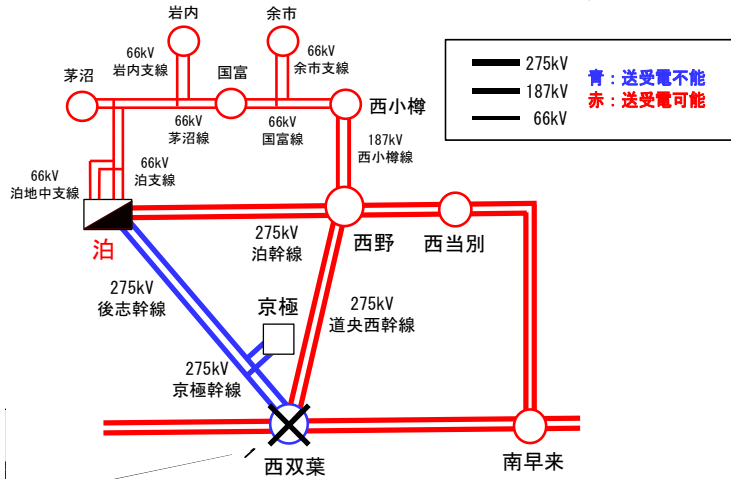 岩内
余市
66kV
岩内支線
66kV
余市支線
茅沼
国富
西小樽
66kV
茅沼線
66kV
国富線
187kV
西小樽線
66kV
泊地中支線
66kV
泊支線
泊
275kV
泊幹線
西野
西当別
275kV
後志幹線
京極
275kV
道央西幹線
275kV
京極幹線
西双葉
南早来
275kV
187kV
66kV
青：送受電不能
赤：送受電可能